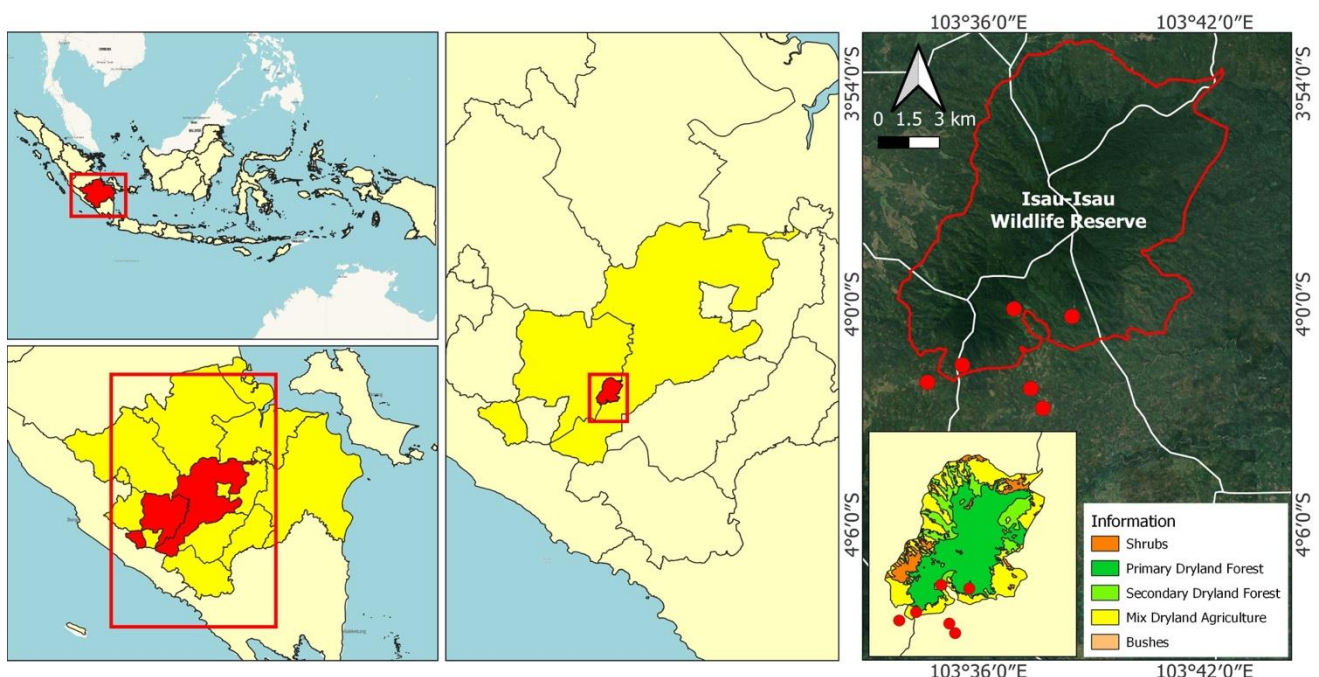 103°36′0″E
103°42′0″E
3°54′0″S
4°0′0″S
4°6′0″S
0 1.5 3 km
Isau-Isau
Wildlife Reserve
Information
Shrubs
Primary Dryland Forest
Secondary Dryland Forest
Mix Dryland Agriculture
Bushes
103°36′0″E
103°42′0″E
3°54′0″S
4°0′0″S
4°6′0″S